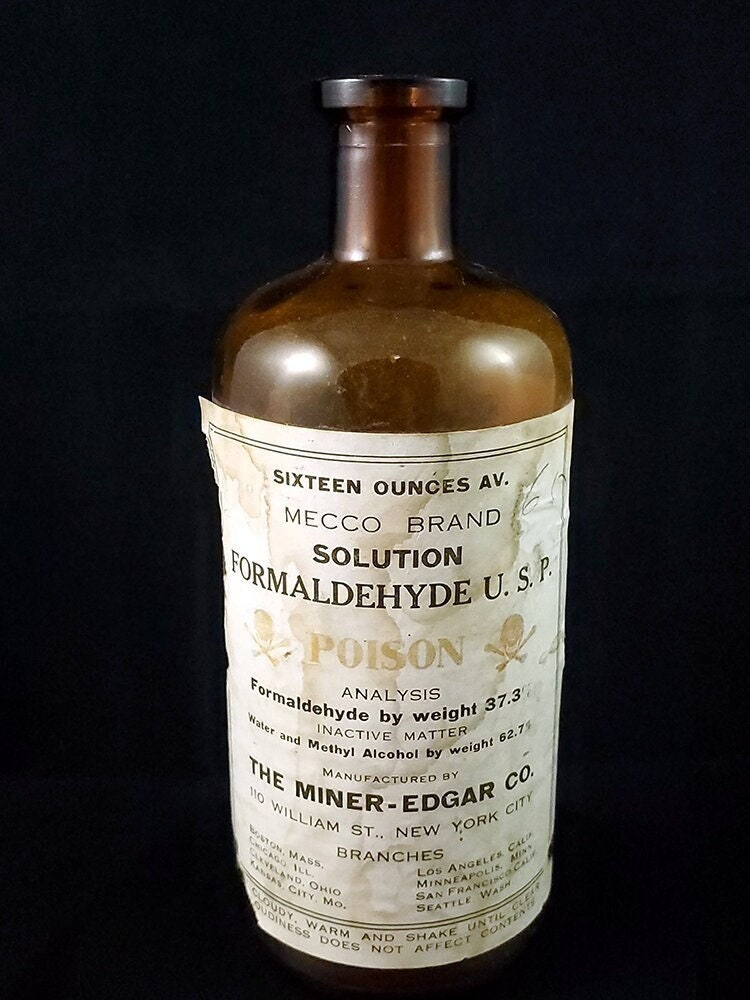 SIXTEEN OUNCES AV.
MECCO BRAND
SOLUTION
FORMALDEHYDE U. S. P.
POISON
ANALYSIS
Formaldehyde by weight 37.3%
INACTIVE MATTER
Water and Methyl Alcohol by weight 62.7%
MANUFACTURED BY
THE MINER-EDGAR CO.
110 WILLIAM ST., NEW YORK CITY
BRANCHES
BOSTON, MASS.
CHICAGO, ILL.
CLEVELAND, OHIO
KANSAS CITY, MO.
LOS ANGELES, CALIF.
MINNEAPOLIS, MINN.
SAN FRANCISCO, CALIF.
SEATTLE, WASH.
CLOUDY, WARM AND SHAKE UNTIL CLEAR
DOES NOT AFFECT CONTENTS